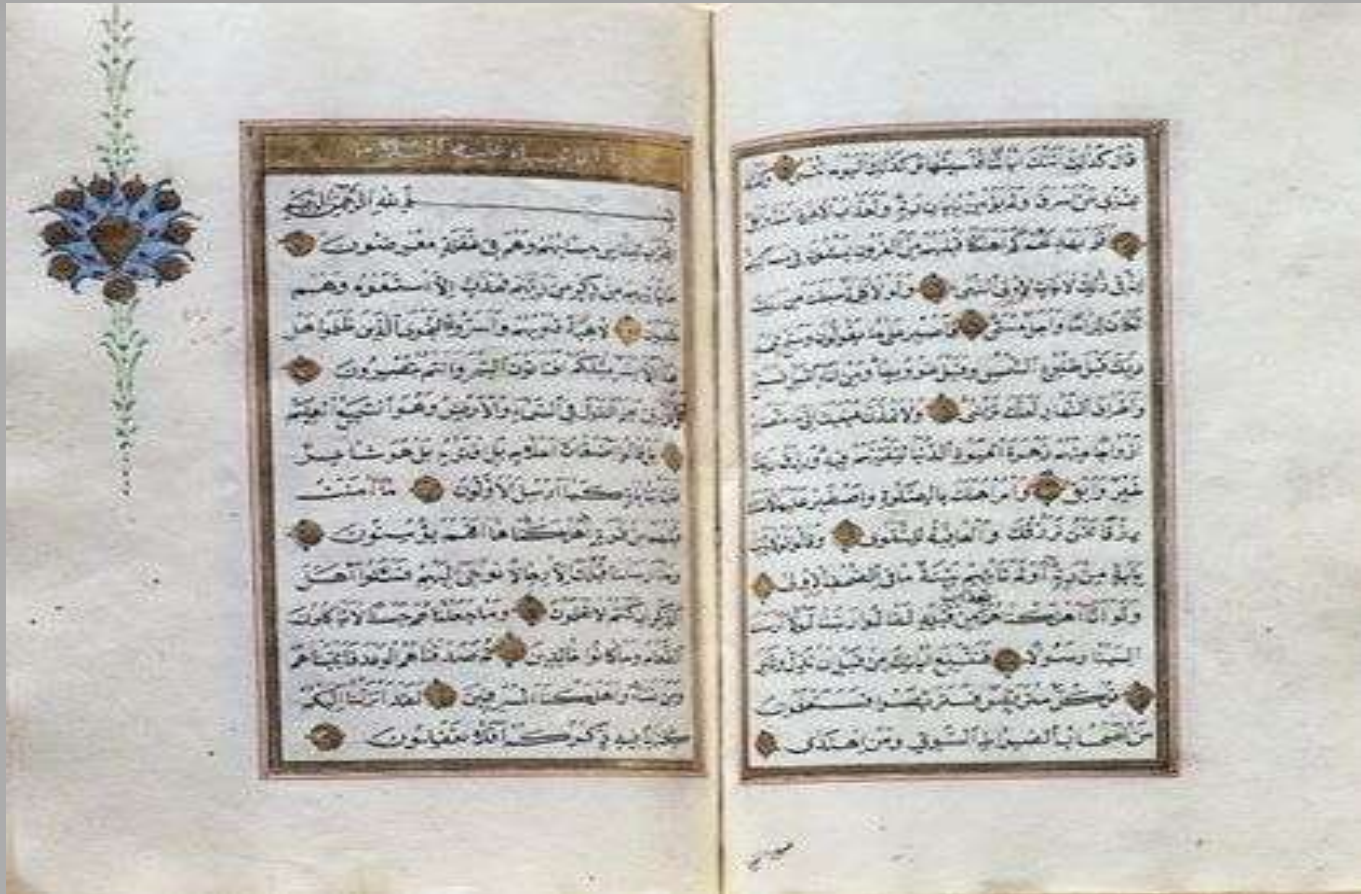 قال كذلك أتتك آياتنا فنسيتها وكذلك اليوم تنسى وكذلك
نجزي من أسرف ولم يؤمن بآيات ربه ولعذاب الآخرة أشد وأبقى
أفلم يهد لهم كم أهلكنا قبلهم من القرون يمشون في مساكنهم
إن في ذلك لآيات لأولي النهى ولولا كلمة سبقت من ربك
لكان لزاما وأجل مسمى فاصبر على ما يقولون وسبح بحمد
ربك قبل طلوع الشمس وقبل غروبها ومن آناء الليل فسبح
وأطراف النهار لعلك ترضى ولا تمدن عينيك إلى ما متعنا به
أزواجا منهم زهرة الحيوة الدنيا لنفتنهم فيه ورزق ربك
خير وأبقى وأمر أهلك بالصلوة واصطبر عليها لا نسئلك
رزقا نحن نرزقك والعاقبة للتقوى وقالوا لولا يأتينا
بآية من ربه أولم تأتهم بينة ما في الصحف الأولى
ولو أنا أهلكناهم بعذاب من قبله لقالوا ربنا لولا أرسلت
إلينا رسولا فنتبع آياتك من قبل أن نذل ونخزى
قل كل متربص فتربصوا فستعلمون
من أصحاب الصراط السوي ومن اهتدى
بسم الله الرحمن الرحيم
اقترب للناس حسابهم وهم في غفلة معرضون
ما يأتيهم من ذكر من ربهم محدث إلا استمعوه وهم
يلعبون لاهية قلوبهم وأسروا النجوى الذين ظلموا هل
هذا إلا بشر مثلكم أفتأتون السحر وأنتم تبصرون
قال ربي يعلم القول في السماء والأرض وهو السميع العليم
بل قالوا أضغاث أحلام بل افتريه بل هو شاعر
فليأتنا بآية كما أرسل الأولون ما آمنت
قبلهم من قرية أهلكناها أفهم يؤمنون
وما أرسلنا قبلك إلا رجالا نوحي إليهم فسئلوا أهل
الذكر إن كنتم لا تعلمون وما جعلناهم جسدا لا يأكلون
الطعام وما كانوا خالدين ثم صدقناهم الوعد فأنجيناهم
ومن نشاء وأهلكنا المسرفين لقد أنزلنا إليكم
كتابا فيه ذكركم أفلا تعقلون